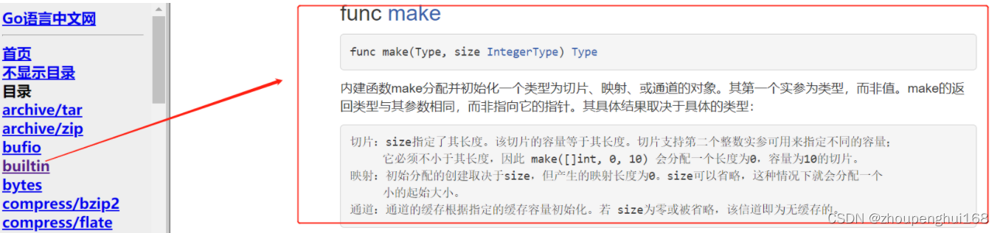 Go语言中文网
首页
不显示目录
目录
archive/tar
archive/zip
bufio
builtin
bytes
compress/bzip2
compress/flate
func make
func make(Type, size IntegerType) Type
内建函数make分配并初始化一个类型为切片、映射、或通道的对象。其第一个实参为类型，而非值。make的返
回类型与其参数相同，而非指向它的指针。其具体结果取决于具体的类型：
切片：size指定了其长度。该切片的容量等于其长度。切片支持第二个整数实参可用来指定不同的容量；
它必须不小于其长度，因此 make([]int, 0, 10) 会分配一个长度为0，容量为10的切片。
映射：初始分配的创建取决于size，但产生的映射长度为0。size可以省略，这种情况下就会分配一个
小的起始大小。
通道：通道的缓存根据指定的缓存容量初始化。若 size为零或被省略，该信道即为无缓存的。
CSDN @zhoupenghui168